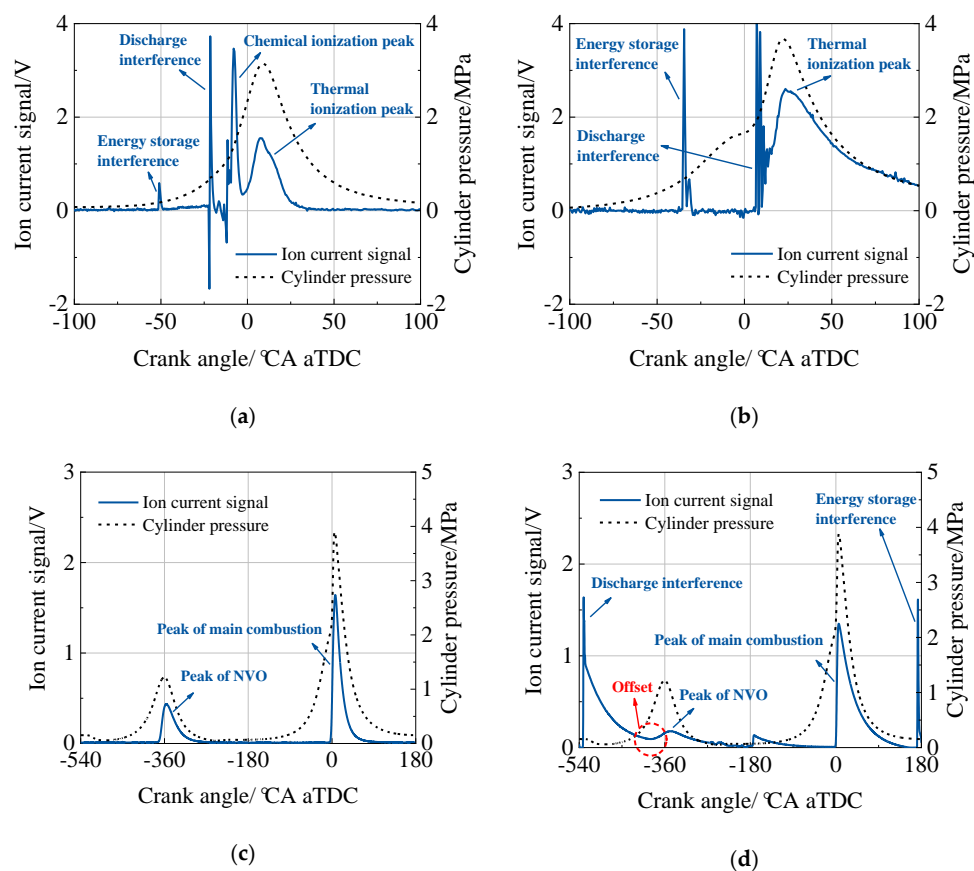 4
2
0
-2
Ion current signal/V
Discharge
interference
Chemical ionization peak
Thermal
ionization peak
Energy storage
interference
Ion current signal
Cylinder pressure
4
3
2
1
0
-1
-2
Cylinder pressure/MPa
-100
-50
0
50
100
Crank angle/ °CA aTDC
(a)
4
2
0
-2
Ion current signal/V
Energy storage
interference
Thermal
ionization peak
Discharge
interference
Ion current signal
Cylinder pressure
4
3
2
1
0
-1
-2
Cylinder pressure/MPa
-100
-50
0
50
100
Crank angle/ °CA aTDC
(b)
3
2
1
0
Ion current signal/V
Ion current signal
Cylinder pressure
Peak of main combustion
Peak of NVO
5
4
3
2
1
0
Cylinder pressure/MPa
-540
-360
-180
0
180
Crank angle/ °CA aTDC
(c)
3
2
1
0
Ion current signal/V
Ion current signal
Cylinder pressure
Energy storage
interference
Discharge interference
Peak of main combustion
Offset
Peak of NVO
5
4
3
2
1
0
Cylinder pressure/MPa
-540
-360
-180
0
180
Crank angle/ °CA aTDC
(d)